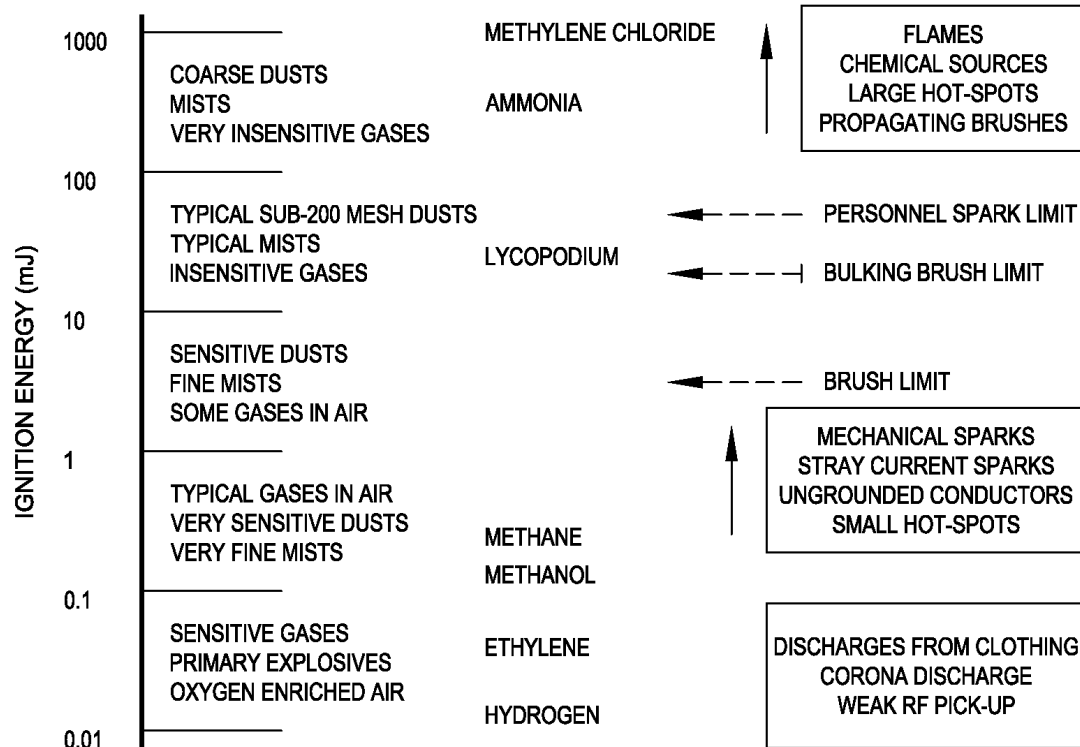 IGNITION ENERGY (mJ)
1000
100
10
1
0.1
0.01
COARSE DUSTS
MISTS
VERY INSENSITIVE GASES
TYPICAL SUB-200 MESH DUSTS
TYPICAL MISTS
INSENSITIVE GASES
SENSITIVE DUSTS
FINE MISTS
SOME GASES IN AIR
TYPICAL GASES IN AIR
VERY SENSITIVE DUSTS
VERY FINE MISTS
SENSITIVE GASES
PRIMARY EXPLOSIVES
OXYGEN ENRICHED AIR
METHYLENE CHLORIDE
AMMONIA
LYCOPODIUM
METHANE
METHANOL
ETHYLENE
HYDROGEN
FLAMES
CHEMICAL SOURCES
LARGE HOT-SPOTS
PROPAGATING BRUSHES
PERSONNEL SPARK LIMIT
BULKING BRUSH LIMIT
BRUSH LIMIT
MECHANICAL SPARKS
STRAY CURRENT SPARKS
UNGROUNDED CONDUCTORS
SMALL HOT-SPOTS
DISCHARGES FROM CLOTHING
CORONA DISCHARGE
WEAK RF PICK-UP